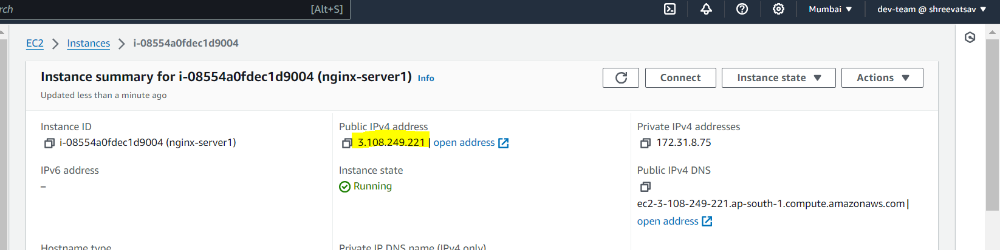 rch [Alt+S] Mumbai ▼ dev-team @ shreevatsav ▼
EC2 > Instances > i-08554a0fdec1d9004
Instance summary for i-08554a0fdec1d9004 (nginx-server1) Info
Connect Instance state ▼ Actions ▼
Updated less than a minute ago
Instance ID Public IPv4 address Private IPv4 addresses
i-08554a0fdec1d9004 (nginx-server1) 3.108.249.221 | open address 172.31.8.75
IPv6 address Instance state Public IPv4 DNS
– Running
ec2-3-108-249-221.ap-south-1.compute.amazonaws.com |
open address
Hostname type Private IP DNS name (IPv4 only)